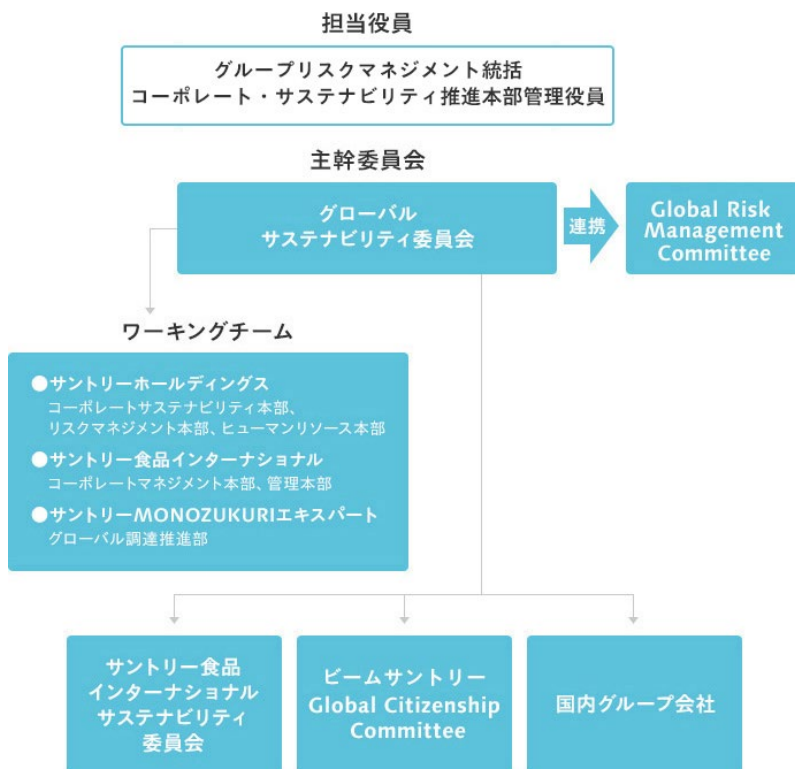 担当役員
グループリスクマネジメント統括
コーポレート・サステナビリティ推進本部管理役員
主幹委員会
グローバル
サステナビリティ委員会
連携
Global Risk
Management
Committee
ワーキングチーム
●サントリーホールディングス
コーポレートサステナビリティ本部、
リスクマネジメント本部、ヒューマンリソース本部
●サントリー食品インターナショナル
コーポレートマネジメント本部、管理本部
●サントリーMONOZUKURIエキスパート
グローバル調達推進部
サントリー食品
インターナショナル
サステナビリティ
委員会
ビームサントリー
Global Citizenship
Committee
国内グループ会社